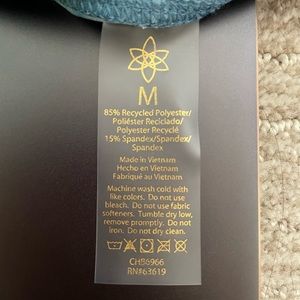 M
85% Recycled Polyester/
Poliéster Reciclado/
Polyester Recyclé
15% Spandex/Spandex/
Spandex
Made in Vietnam
Hecho en Vietnam
Fabriqué au Vietnam
Machine wash cold with
like colors. Do not use
bleach. Do not use fabric
softeners. Tumble dry low,
remove promptly. Do not
iron. Do not dry clean.
CHB6966
RN#63619